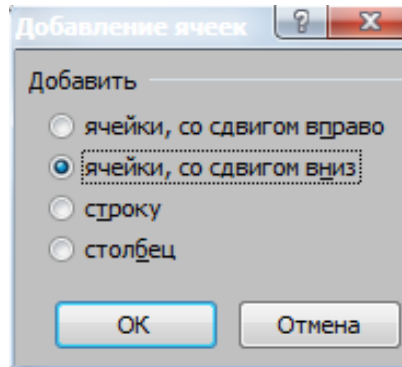 Добавление ячеек
Добавить
ячейки, со сдвигом вправо
ячейки, со сдвигом вниз
строку
столбец
ОК
Отмена